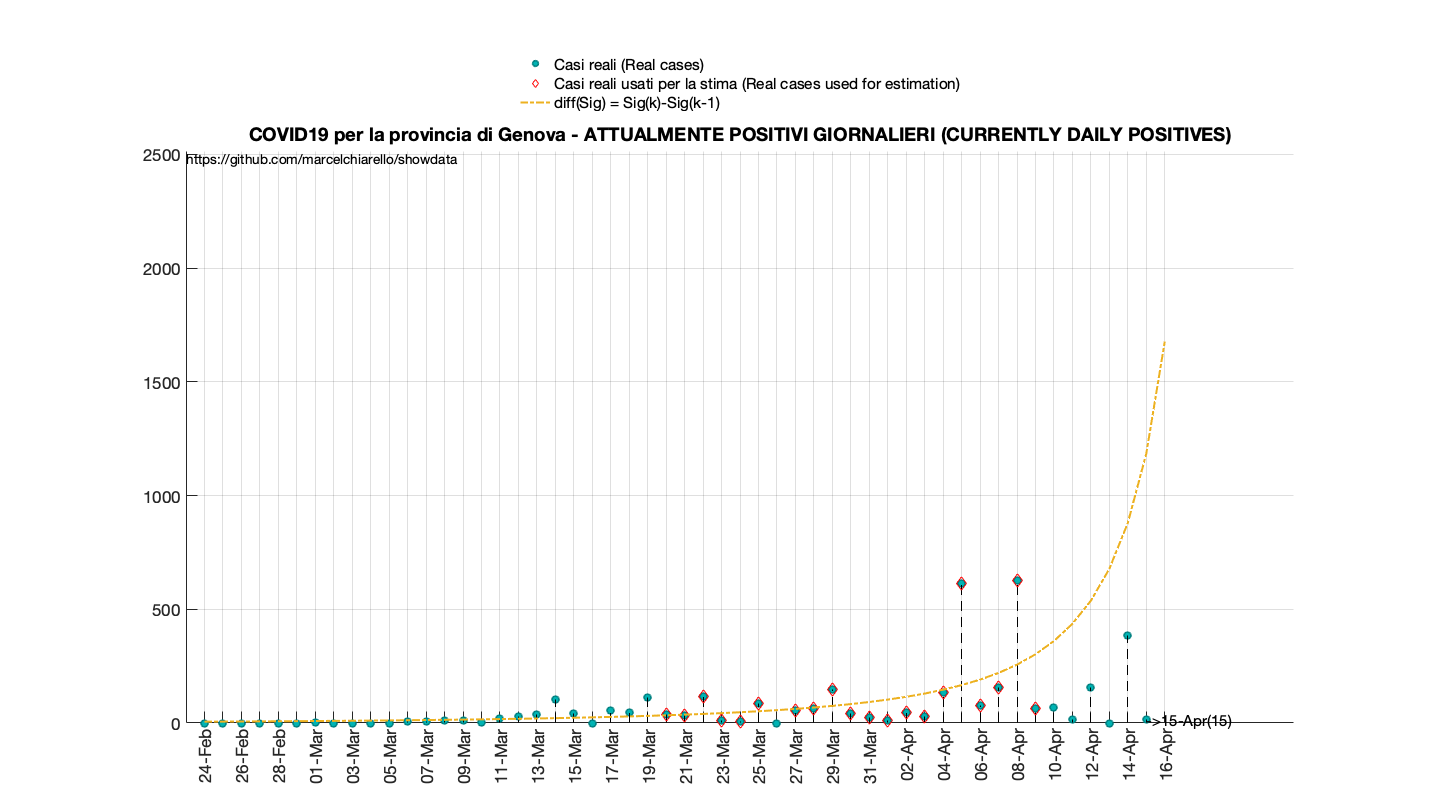 Casi reali (Real cases)
Casi reali usati per la stima (Real cases used for estimation)
diff(Sig) = Sig(k)-Sig(k-1)
COVID19 per la provincia di Genova - ATTUALMENTE POSITIVI GIORNALIERI (CURRENTLY DAILY POSITIVES)
https://github.com/marcelchiarello/showdata
2500
2000
1500
1000
500
0
>15-Apr(15)
24-Feb
26-Feb
28-Feb
01-Mar
03-Mar
05-Mar
07-Mar
09-Mar
11-Mar
13-Mar
15-Mar
17-Mar
19-Mar
21-Mar
23-Mar
25-Mar
27-Mar
29-Mar
31-Mar
02-Apr
04-Apr
06-Apr
08-Apr
10-Apr
12-Apr
14-Apr
16-Apr